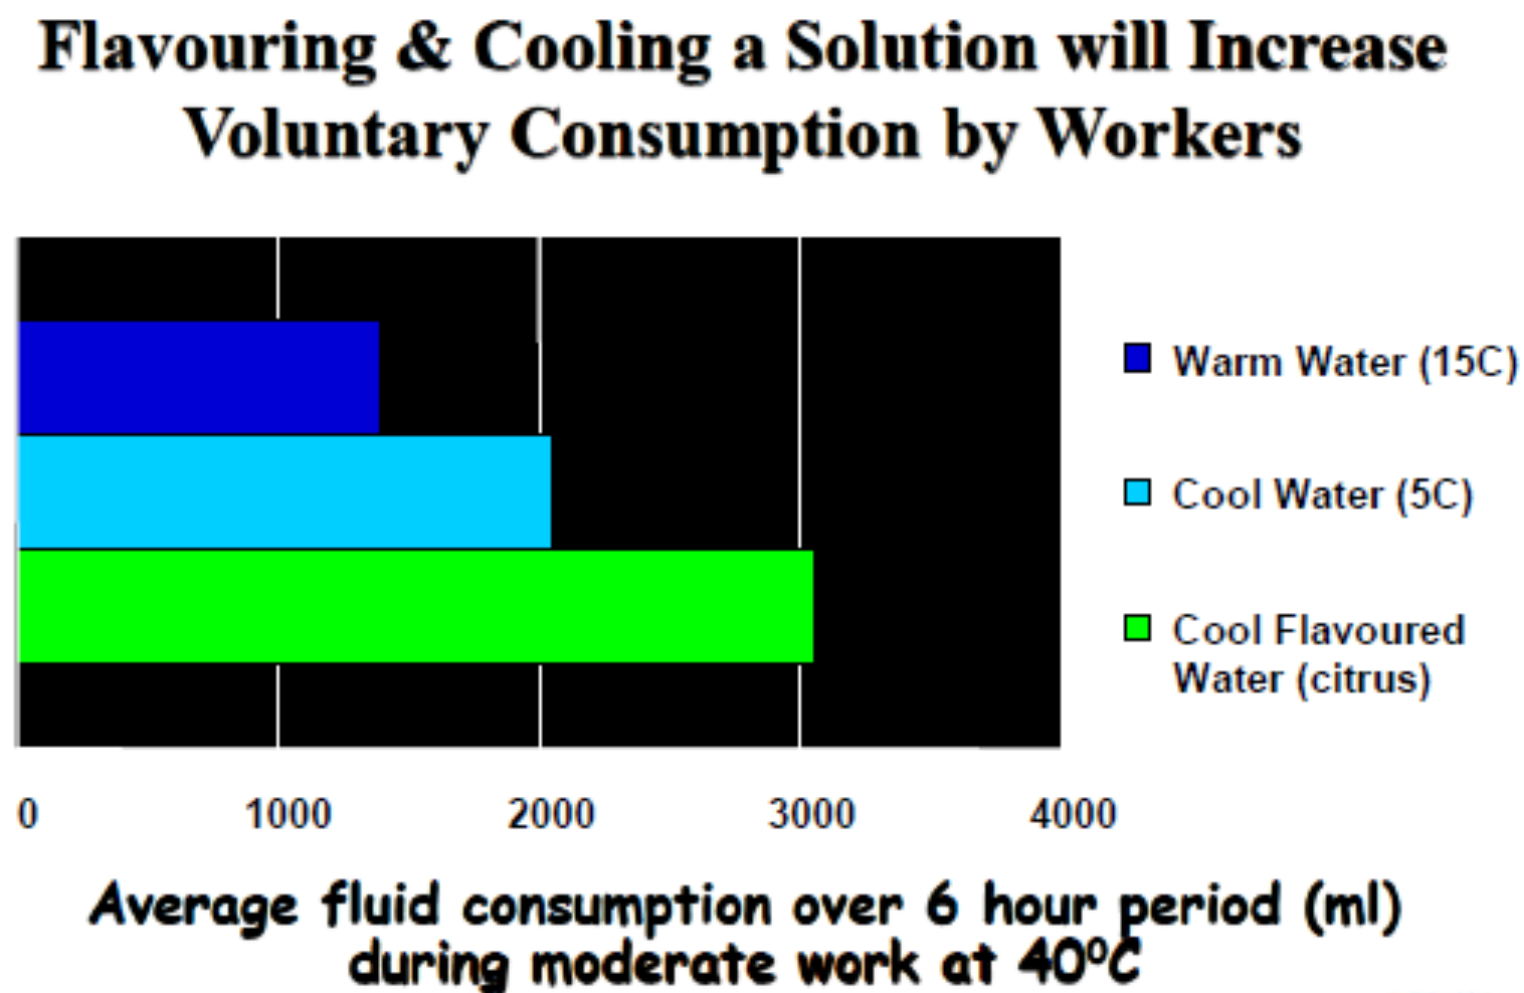 Flavouring & Cooling a Solution will Increase
Voluntary Consumption by Workers
Warm Water (15C)
Cool Water (5C)
Cool Flavoured
Water (citrus)
0 1000 2000 3000 4000
Average fluid consumption over 6 hour period (ml)
during moderate work at 40⁰C